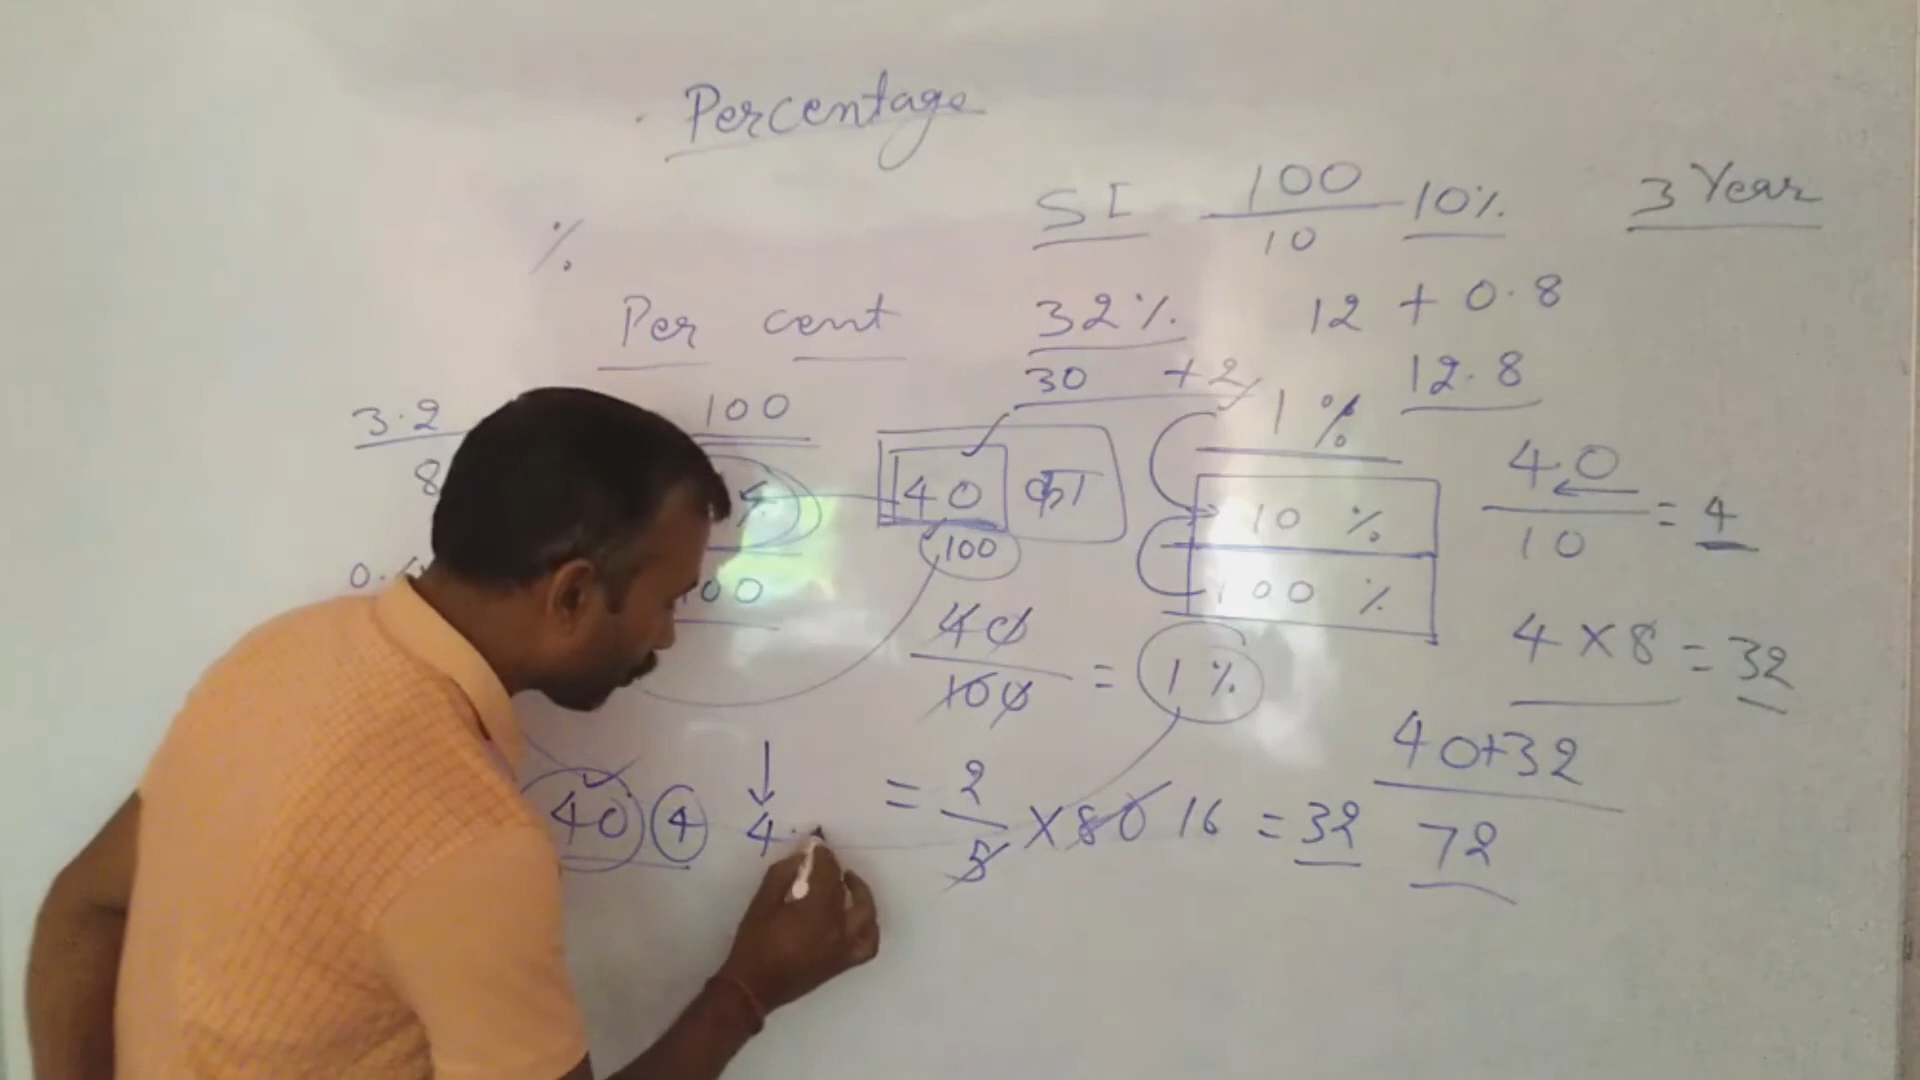 Percentage
SI 100/10 10% 3 Year
%
Per cent 32% 12 + 0.8
30 + 2 12.8
3.2 100 1%
8 40 का 10% 40/10 = 4
100
100%
40/100 = 1% 4 × 8 = 32
40 + 32
40 4 4. = 2/5 × 80 16 = 32 72